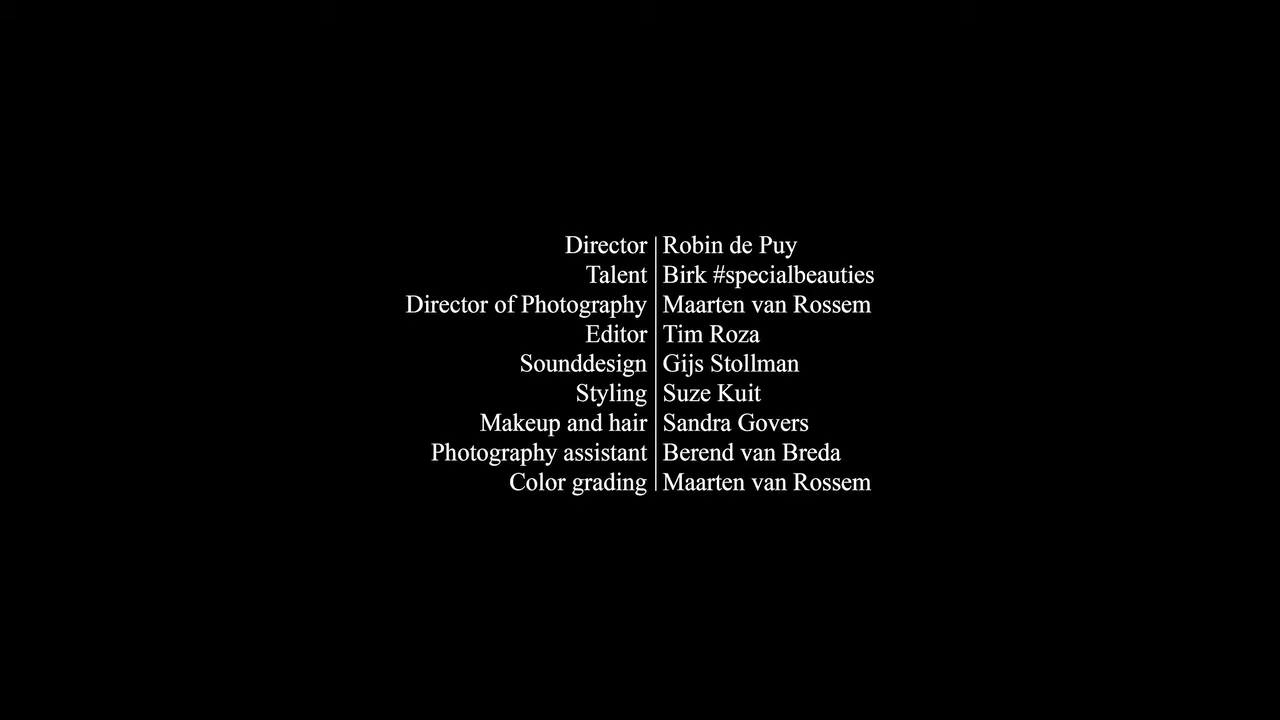 Director | Robin de Puy
Talent | Birk #specialbeauties
Director of Photography | Maarten van Rossem
Editor | Tim Roza
Sounddesign | Gijs Stollman
Styling | Suze Kuit
Makeup and hair | Sandra Govers
Photography assistant | Berend van Breda
Color grading | Maarten van Rossem